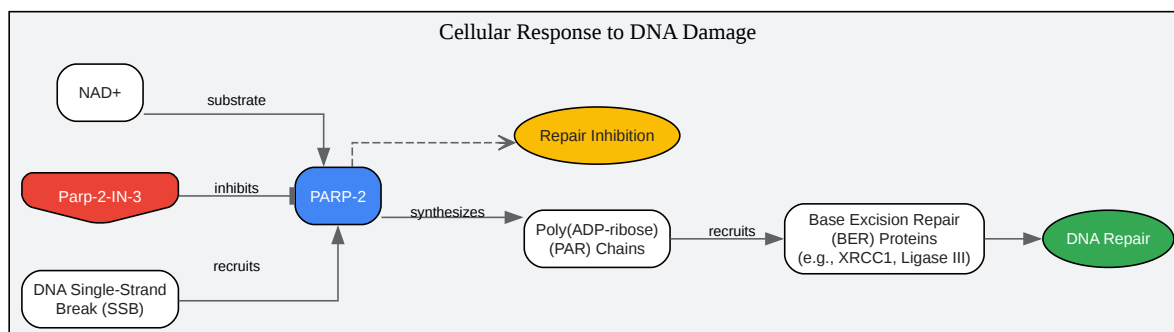 Cellular Response to DNA Damage
NAD+
substrate
Repair Inhibition
Parp-2-IN-3
inhibits
PARP-2
synthesizes
Poly(ADP-ribose)
(PAR) Chains
recruits
Base Excision Repair
(BER) Proteins
(e.g., XRCC1, Ligase III)
DNA Repair
recruits
DNA Single-Strand
Break (SSB)